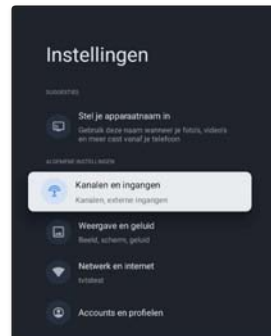 Instellingen
SUGGESTIES
Stel je apparaatnaam in
Gebruik deze naam wanneer je foto's, video's
en meer cast vanaf je telefoon
ALGEMENE INSTELLINGEN
Kanalen en ingangen
Kanalen, externe ingangen
Weergave en geluid
Beeld, scherm, geluid
Netwerk en internet
tvtstest
Accounts en profielen